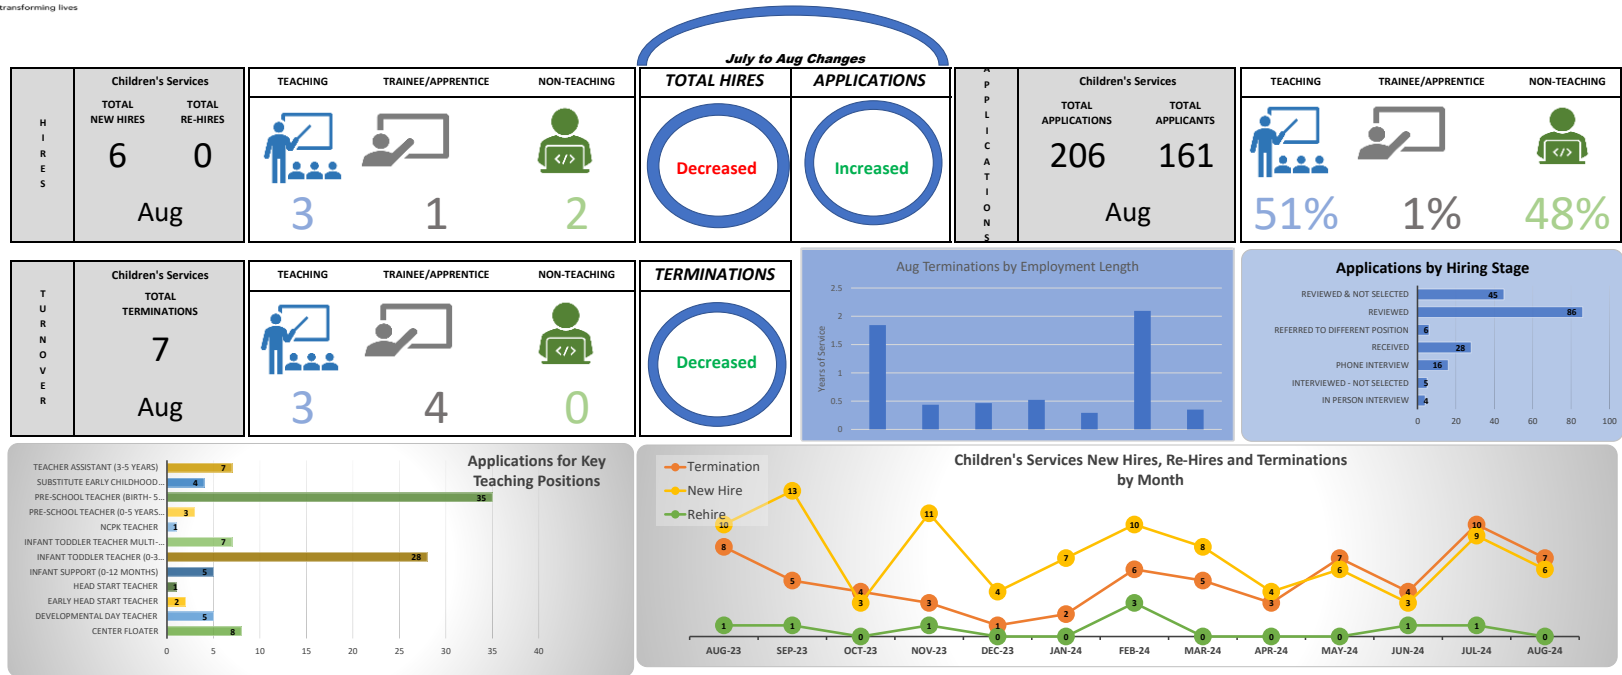 transforming lives
July to Aug Changes
HIRES
Children's Services
TOTAL NEW HIRES
TOTAL RE-HIRES
6
0
Aug
TEACHING
TRAINEE/APPRENTICE
NON-TEACHING
</>
3
1
2
TOTAL HIRES
APPLICATIONS
Decreased
Increased
APPLICATIONS
Children's Services
TOTAL APPLICATIONS
TOTAL APPLICANTS
206
161
Aug
TEACHING
TRAINEE/APPRENTICE
NON-TEACHING
</>
51%
1%
48%
TURNOVER
Children's Services
TOTAL
TERMINATIONS
7
Aug
TEACHING
TRAINEE/APPRENTICE
NON-TEACHING
</>
3
4
0
TERMINATIONS
Decreased
Aug Terminations by Employment Length
Years of Service
2.5
2
1.5
1
0.5
0
Applications by Hiring Stage
REVIEWED & NOT SELECTED 45
REVIEWED 86
REFERRED TO DIFFERENT POSITION 6
RECEIVED 28
PHONE INTERVIEW 16
INTERVIEWED - NOT SELECTED 5
IN PERSON INTERVIEW 4
0 20 40 60 80 100
Applications for Key
Teaching Positions
TEACHER ASSISTANT (3-5 YEARS) 7
SUBSTITUTE EARLY CHILDHOOD... 4
PRE-SCHOOL TEACHER (BIRTH- 5... 35
PRE-SCHOOL TEACHER (0-5 YEARS... 3
NCPK TEACHER 1
INFANT TODDLER TEACHER MULTI-... 7
INFANT TODDLER TEACHER (0-3... 28
INFANT SUPPORT (0-12 MONTHS) 5
HEAD START TEACHER 1
EARLY HEAD START TEACHER 2
DEVELOPMENTAL DAY TEACHER 5
CENTER FLOATER 8
0 5 10 15 20 25 30 35 40
Children's Services New Hires, Re-Hires and Terminations
by Month
Termination
New Hire
Rehire
10 13 3 11 4 7 10 8 4 6 3 9 6
8 5 4 3 1 2 6 5 3 7 4 10 7
1 1 0 1 0 0 3 0 0 0 1 1 0
AUG-23 SEP-23 OCT-23 NOV-23 DEC-23 JAN-24 FEB-24 MAR-24 APR-24 MAY-24 JUN-24 JUL-24 AUG-24